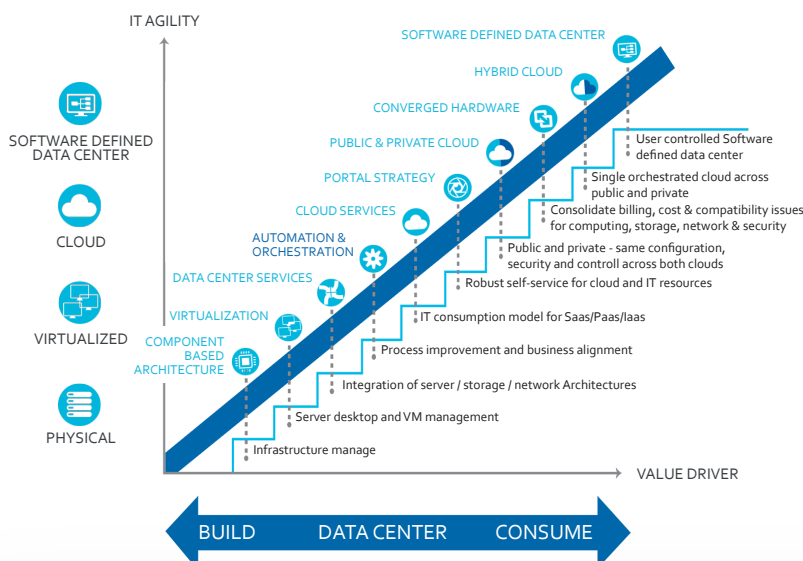 IT AGILITY
SOFTWARE DEFINED
DATA CENTER
CLOUD
VIRTUALIZED
PHYSICAL
SOFTWARE DEFINED DATA CENTER
HYBRID CLOUD
CONVERGED HARDWARE
PUBLIC & PRIVATE CLOUD
PORTAL STRATEGY
CLOUD SERVICES
AUTOMATION &
ORCHESTRATION
DATA CENTER SERVICES
VIRTUALIZATION
COMPONENT
BASED
ARCHITECTURE
User controlled Software
defined data center
Single orchestrated cloud across
public and private
Consolidate billing, cost & compatibility issues
for computing, storage, network & security
Public and private - same configuration,
security and controll across both clouds
Robust self-service for cloud and IT resources
IT consumption model for Saas/Paas/Iaas
Process improvement and business alignment
Integration of server / storage / network Architectures
Server desktop and VM management
Infrastructure manage
VALUE DRIVER
BUILD DATA CENTER CONSUME